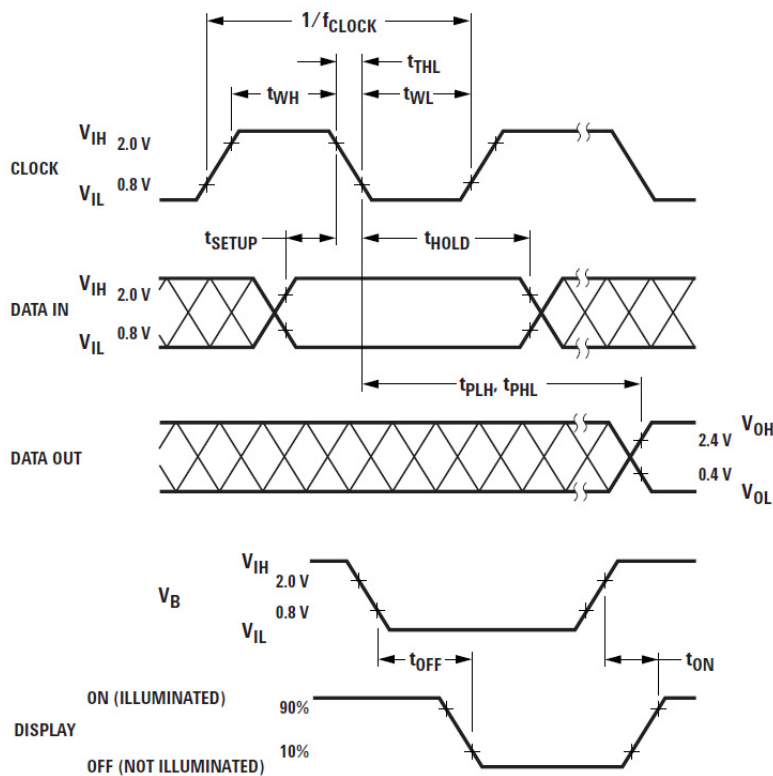 1/fCLOCK
tTHL
tWH
tWL
VIH 2.0 V
CLOCK
VIL 0.8 V
tSETUP
tHOLD
VIH 2.0 V
DATA IN
VIL 0.8 V
tPLH, tPHL
VOH
2.4 V
DATA OUT
0.4 V
VOL
VIH
2.0 V
VB
0.8 V
VIL
tOFF
tON
ON (ILLUMINATED)
90%
DISPLAY
10%
OFF (NOT ILLUMINATED)